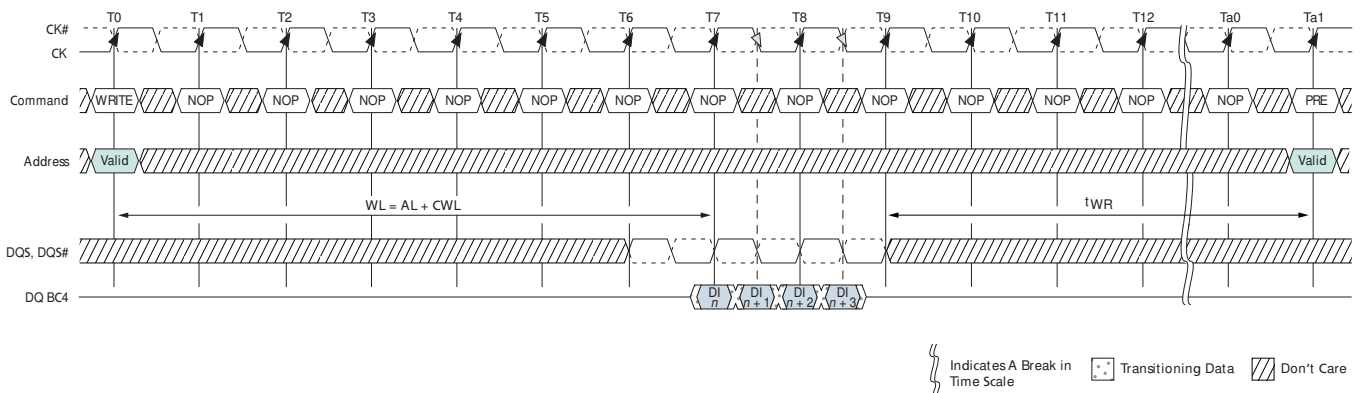 T0 T1 T2 T3 T4 T5 T6 T7 T8 T9 T10 T11 T12 Ta0 Ta1
CK#
CK
Command WRITE NOP NOP NOP NOP NOP NOP NOP NOP NOP NOP NOP NOP NOP PRE
Address Valid Valid
WL = AL + CWL tWR
DQS, DQS#
DQ BC4 DI n DI n + 1 DI n + 2 DI n + 3
Indicates A Break in
Time Scale
Transitioning Data
Don't Care